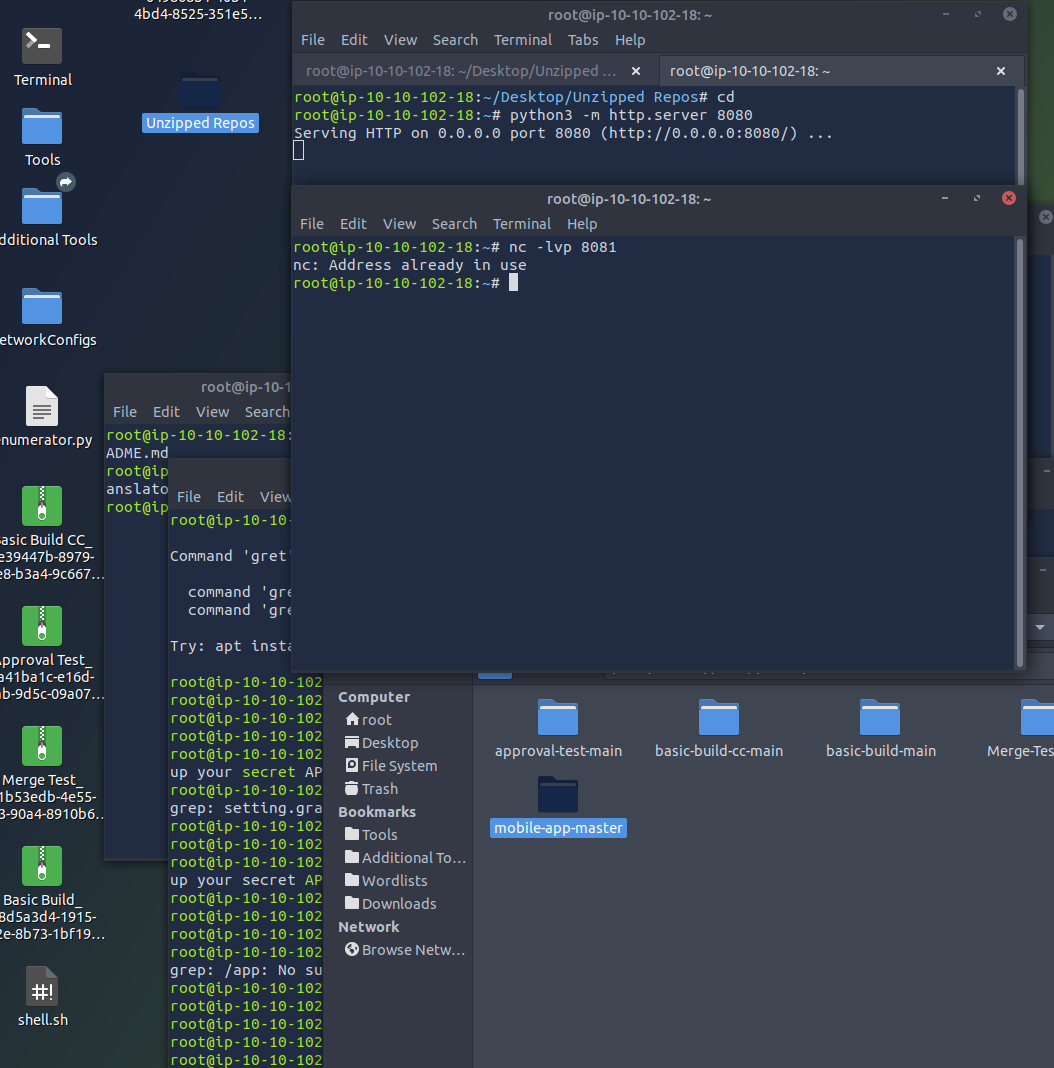 4bd4-8525-351e5…
Terminal
Tools
dditional Tools
etworkConfigs
enumerator.py
asic Build CC_
e39447b-8979-
e8-b3a4-9c667…
pproval Test_
a41ba1c-e16d-
ab-9d5c-09a07…
Merge Test_
1b53edb-4e55-
3-90a4-8910b6…
Basic Build_
8d5a3d4-1915-
2e-8b73-1bf19…
shell.sh
Unzipped Repos
root@ip-10-10-102-18: ~
File Edit View Search Terminal Tabs Help
root@ip-10-10-102-18: ~/Desktop/Unzipped … × root@ip-10-10-102-18: ~ ×
root@ip-10-10-102-18:~/Desktop/Unzipped Repos# cd
root@ip-10-10-102-18:~# python3 -m http.server 8080
Serving HTTP on 0.0.0.0 port 8080 (http://0.0.0.0:8080/) ...
root@ip-10-10-102-18: ~
File Edit View Search Terminal Help
root@ip-10-10-102-18:~# nc -lvp 8081
nc: Address already in use
root@ip-10-10-102-18:~#
root@ip-10-1
File Edit View Search
root@ip-10-10-102-18:
ADME.md
root@ip
anslato
root@ip
File Edit View
root@ip-10-10-
Command 'gret'
command 'gre
command 'gre
Try: apt insta
root@ip-10-10-102
root@ip-10-10-102
root@ip-10-10-102
root@ip-10-10-102
root@ip-10-10-102
up your secret AP
root@ip-10-10-102
grep: setting.gra
root@ip-10-10-102
root@ip-10-10-102
root@ip-10-10-102
up your secret AP
root@ip-10-10-102
root@ip-10-10-102
root@ip-10-10-102
root@ip-10-10-102
grep: /app: No su
root@ip-10-10-102
root@ip-10-10-102
root@ip-10-10-102
root@ip-10-10-102
root@ip-10-10-102
Computer
root
Desktop
File System
Trash
Bookmarks
Tools
Additional To…
Wordlists
Downloads
Network
Browse Netw…
approval-test-main
basic-build-cc-main
basic-build-main
Merge-Tes
mobile-app-master